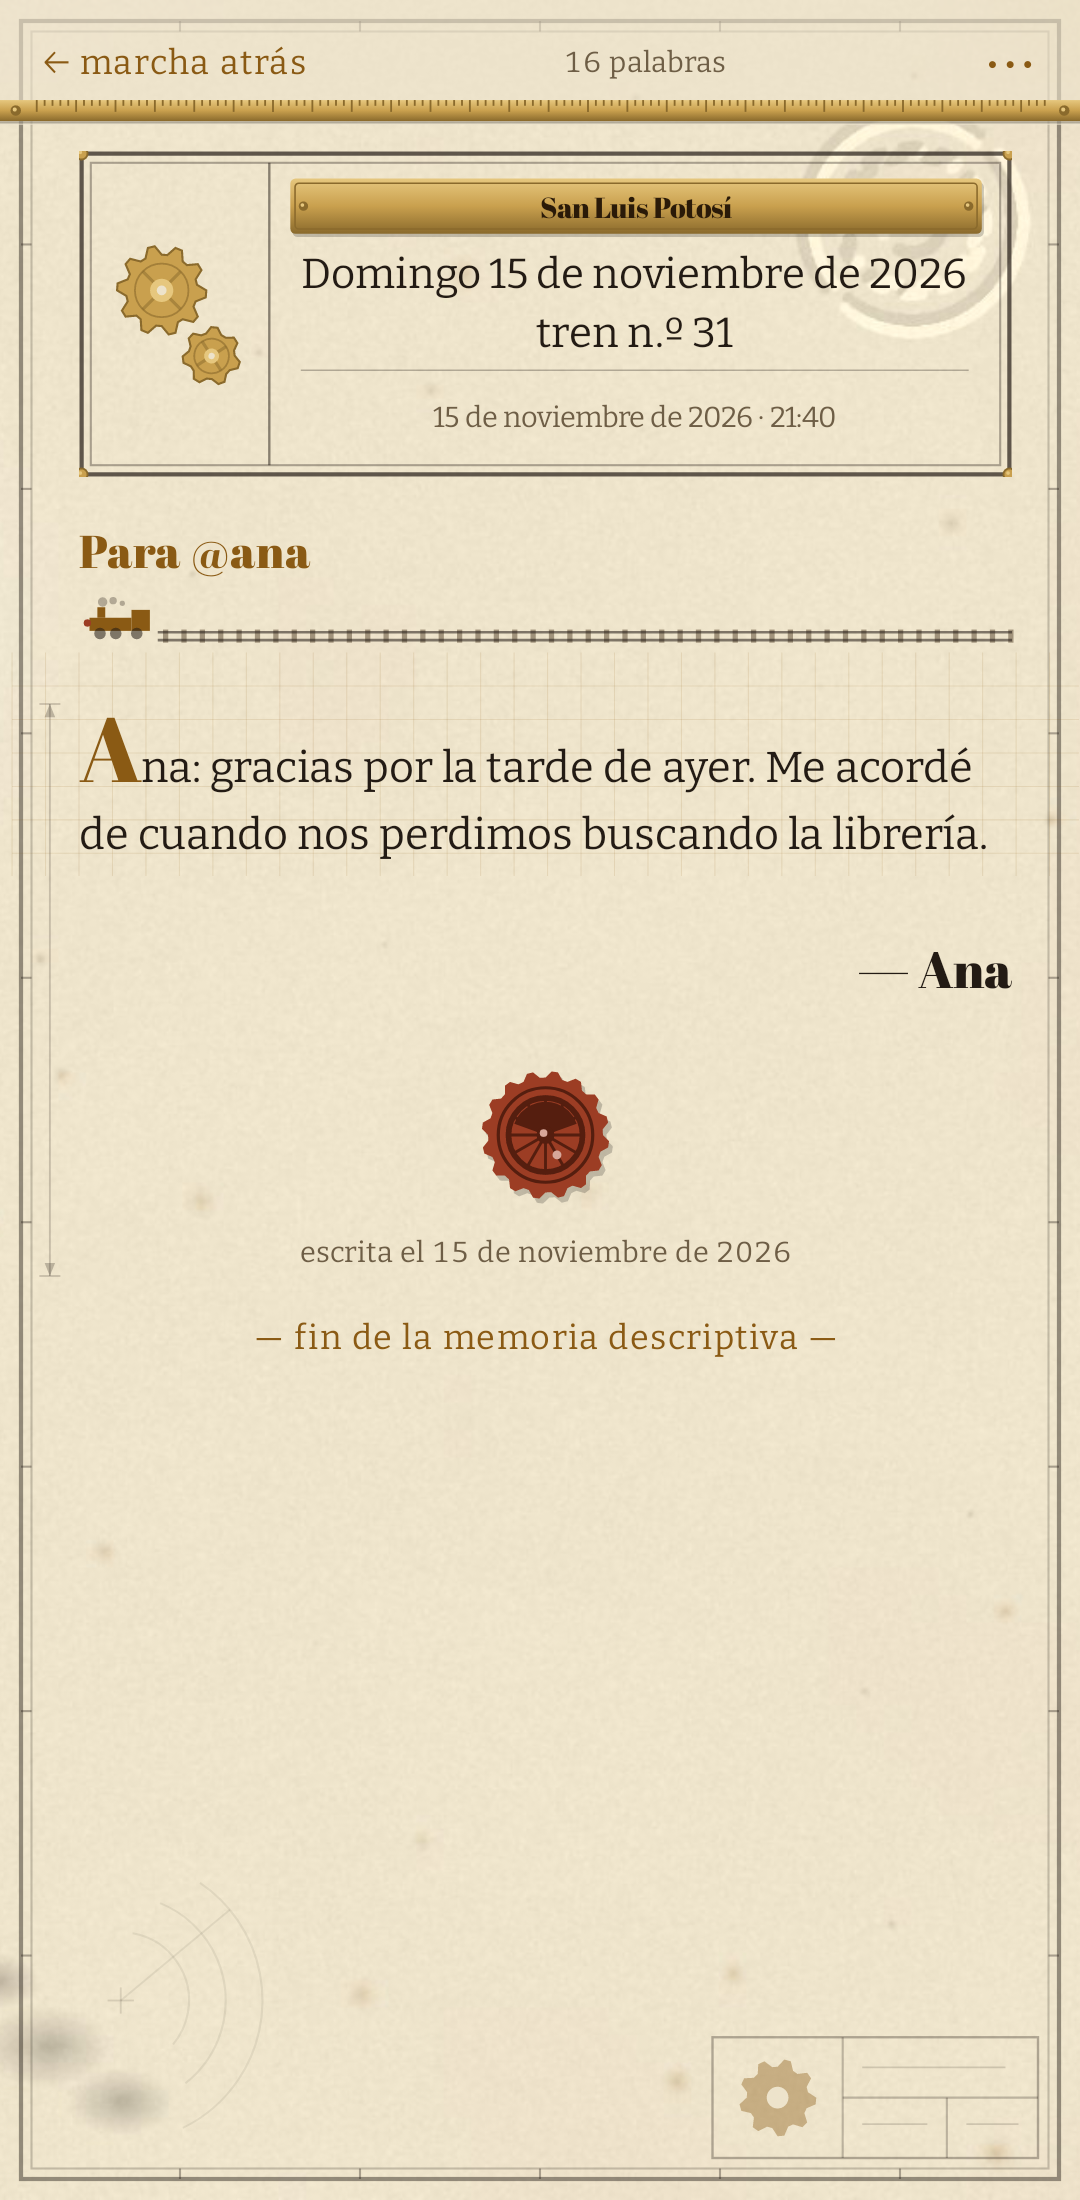 ← marcha atrás
16 palabras
...
San Luis Potosí
Domingo 15 de noviembre de 2026
tren n.º 31
15 de noviembre de 2026 · 21:40
Para @ana
Ana: gracias por la tarde de ayer. Me acordé
de cuando nos perdimos buscando la librería.
— Ana
escrita el 15 de noviembre de 2026
— fin de la memoria descriptiva —